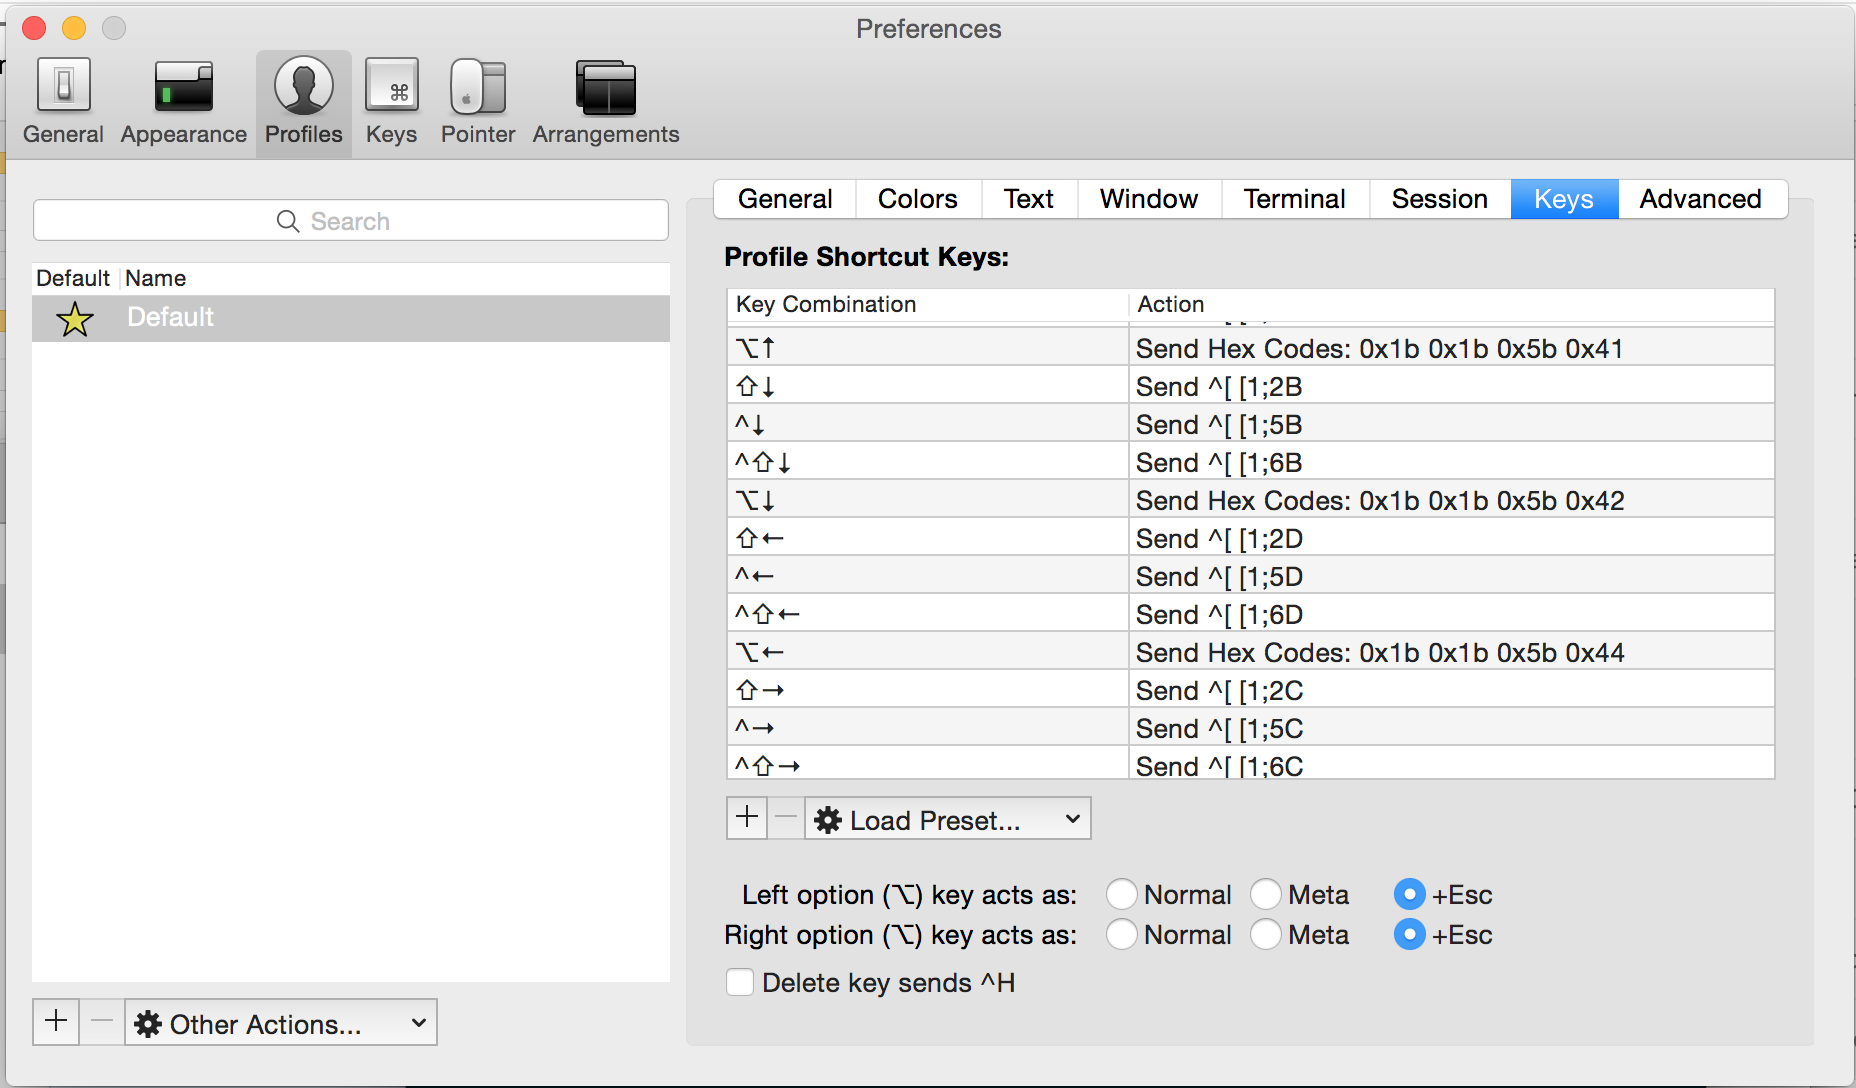 Preferences
General Appearance Profiles Keys Pointer Arrangements
Search
Default Name
Default
General Colors Text Window Terminal Session Keys Advanced
Profile Shortcut Keys:
Key Combination Action
⌥↑ Send Hex Codes: 0x1b 0x1b 0x5b 0x41
⇧↓ Send ^[ [1;2B
^↓ Send ^[ [1;5B
^⇧↓ Send ^[ [1;6B
⌥↓ Send Hex Codes: 0x1b 0x1b 0x5b 0x42
⇧← Send ^[ [1;2D
^← Send ^[ [1;5D
^⇧← Send ^[ [1;6D
⌥← Send Hex Codes: 0x1b 0x1b 0x5b 0x44
⇧→ Send ^[ [1;2C
^→ Send ^[ [1;5C
^⇧→ Send ^[ [1;6C
+ − Load Preset...
Left option (⌥) key acts as: Normal Meta +Esc
Right option (⌥) key acts as: Normal Meta +Esc
Delete key sends ^H
+ − Other Actions...